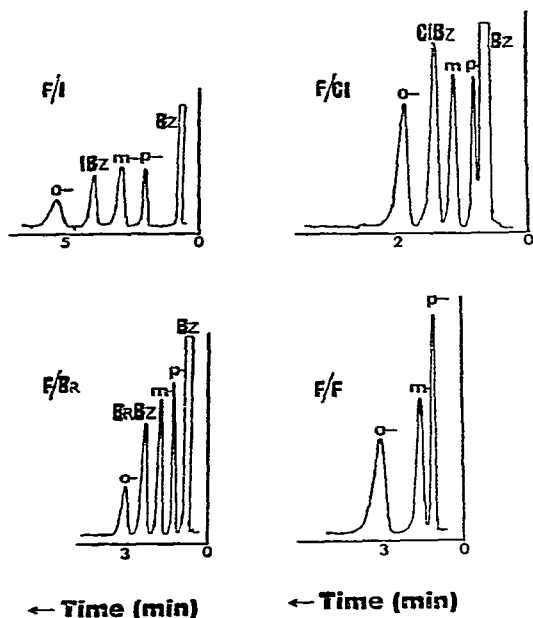 F/I
Bz
IBz m- p-
o-
5 0
F/Cl
ClBz
Bz
m p-
o-
2 0
F/Br
Bz
p-
m-
BrBz
o-
3 0
F/F
p-
m-
o-
3 0
← Time (min)
← Time (min)